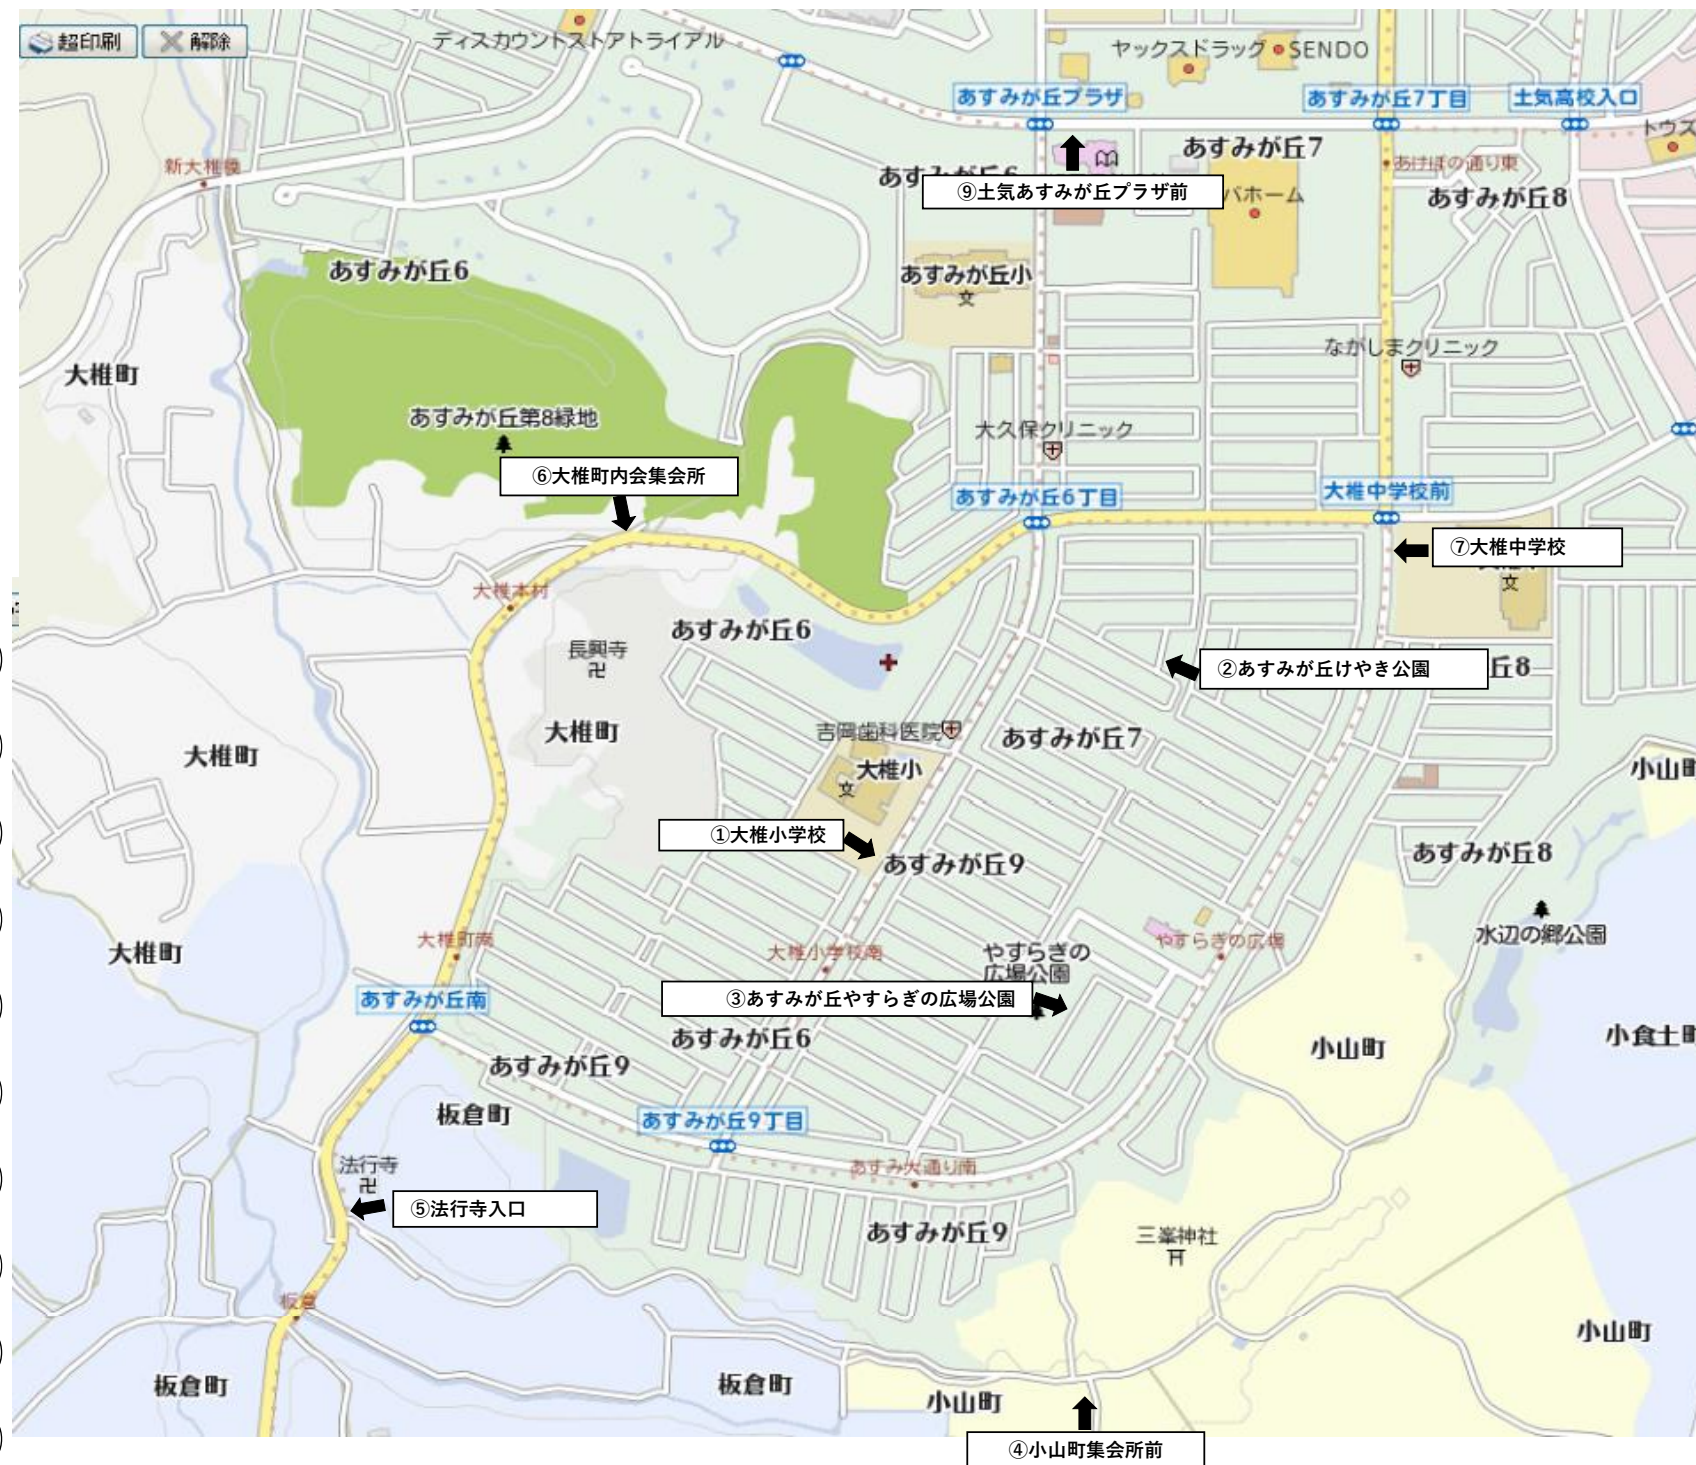 超印刷
解除
ディスカウントストアトライアル
ヤックスドラッグ
SENDO
あすみが丘プラザ
あすみが丘7丁目
土気高校入口
トウズ
あすみが丘7
新大椎橋
あけぼの通り東
⑨土気あすみが丘プラザ前
バホーム
あすみが丘8
あすみが丘6
あすみが丘小
文
大椎町
ながしまクリニック
あすみが丘第8緑地
大久保クリニック
⑥大椎町内会集会所
あすみが丘6丁目
大椎中学校前
⑦大椎中学校
文
大椎本村
あすみが丘6
長興寺
②あすみが丘けやき公園
丘8
大椎町
吉岡歯科医院
あすみが丘7
大椎町
大椎小
文
小山町
①大椎小学校
あすみが丘9
あすみが丘8
大椎町南
大椎小学校南
やすらぎの
広場公園
やすらぎの広場
水辺の郷公園
大椎町
あすみが丘南
③あすみが丘やすらぎの広場公園
あすみが丘6
小山町
小食土町
あすみが丘9
板倉町
あすみが丘9丁目
法行寺
あすみ大通り南
⑤法行寺入口
あすみが丘9
三峯神社
板倉
小山町
板倉町
板倉町
小山町
④小山町集会所前